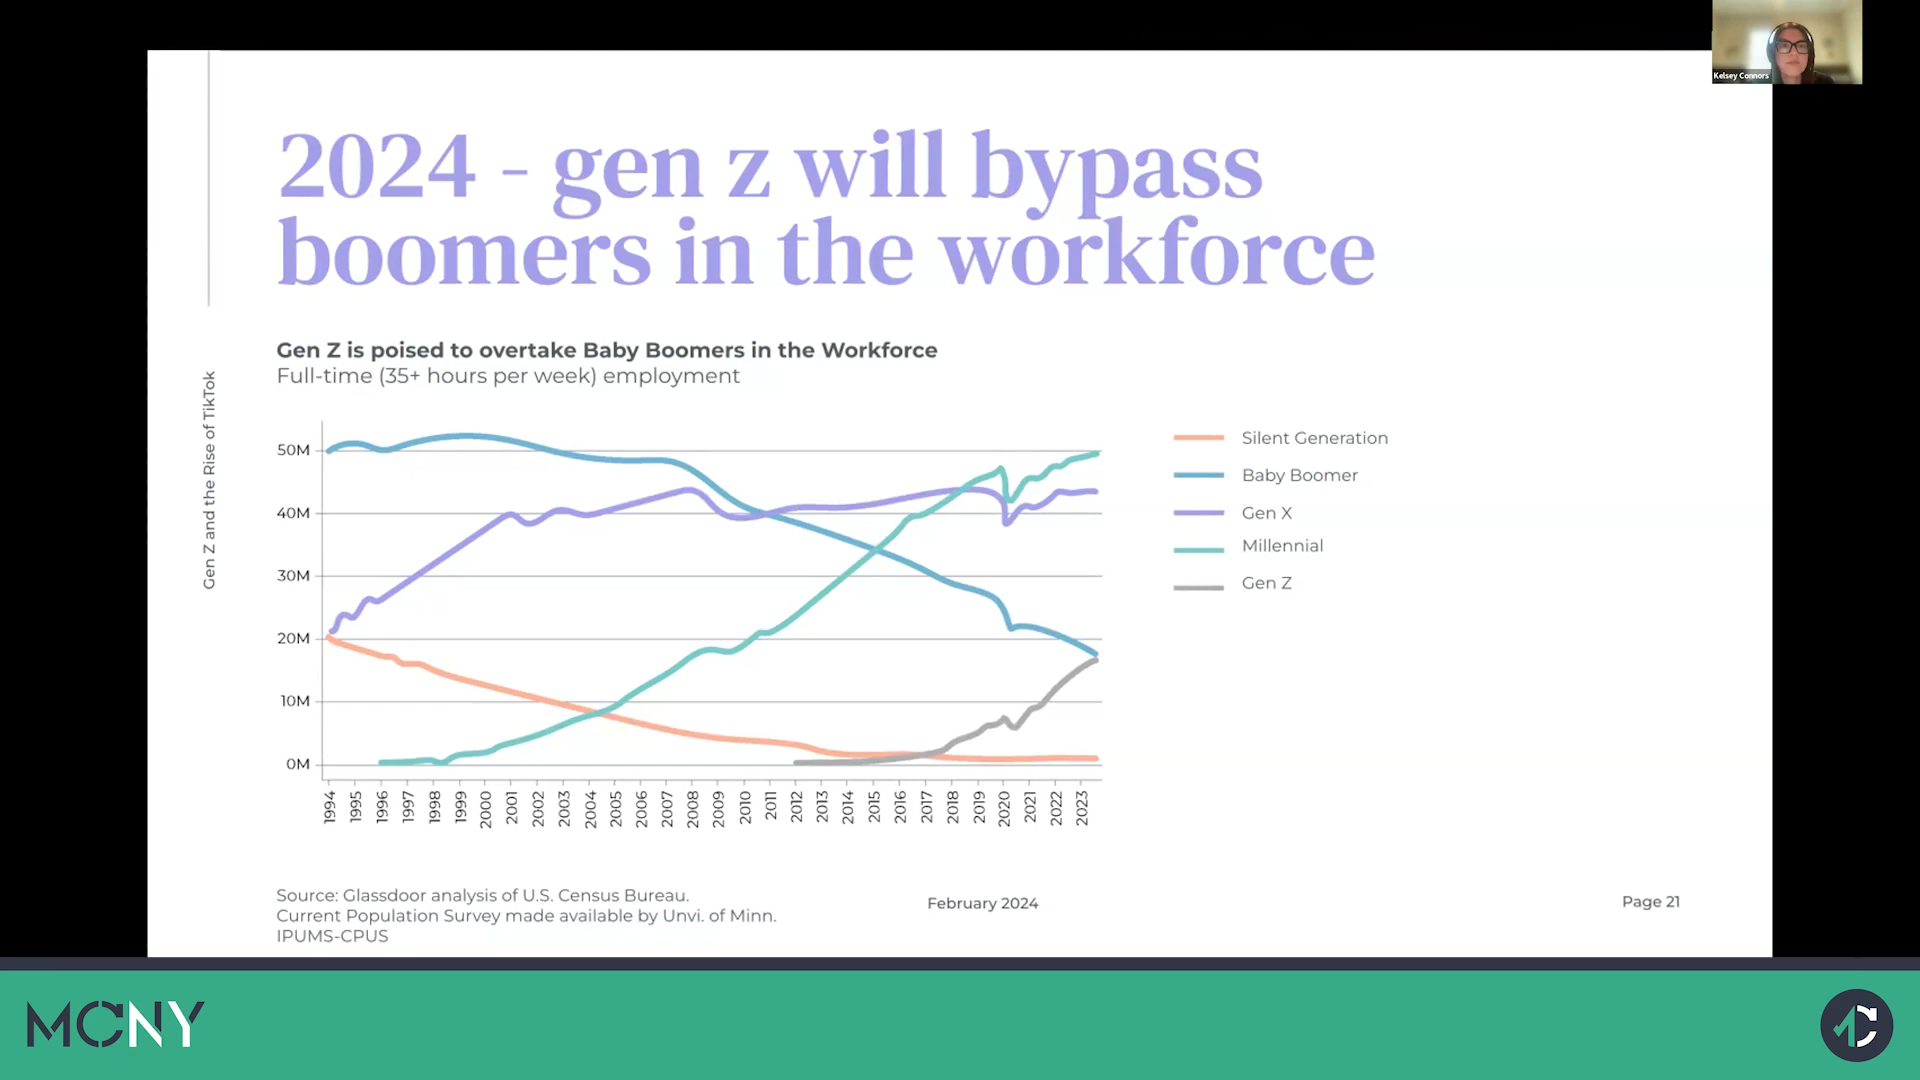 Kelsey Connors
2024 - gen z will bypass
boomers in the workforce
Gen Z and the Rise of TikTok
Gen Z is poised to overtake Baby Boomers in the Workforce
Full-time (35+ hours per week) employment
50M
40M
30M
20M
10M
0M
1994
1995
1996
1997
1998
1999
2000
2001
2002
2003
2004
2005
2006
2007
2008
2009
2010
2011
2012
2013
2014
2015
2016
2017
2018
2019
2020
2021
2022
2023
Silent Generation
Baby Boomer
Gen X
Millennial
Gen Z
Source: Glassdoor analysis of U.S. Census Bureau.
Current Population Survey made available by Unvi. of Minn.
IPUMS-CPUS
February 2024
Page 21
MCNY